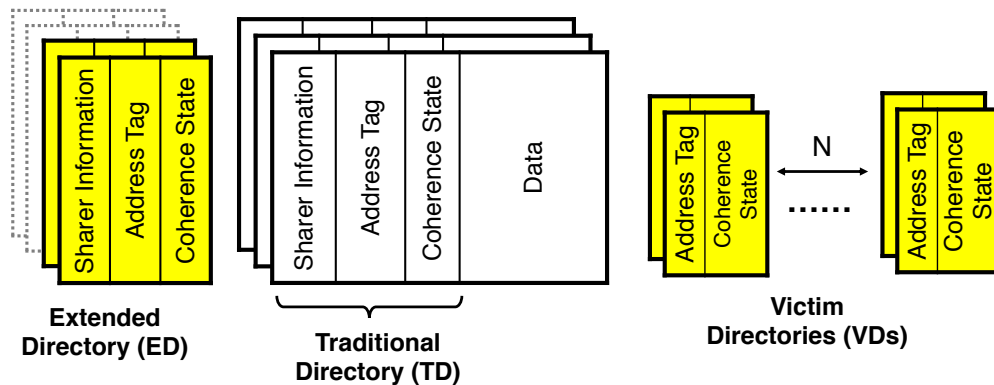 Sharer Information
Address Tag
Coherence State
Extended
Directory (ED)
Sharer Information
Address Tag
Coherence State
Data
Traditional
Directory (TD)
Address Tag
Coherence
State
N
......
Address Tag
Coherence
State
Victim
Directories (VDs)